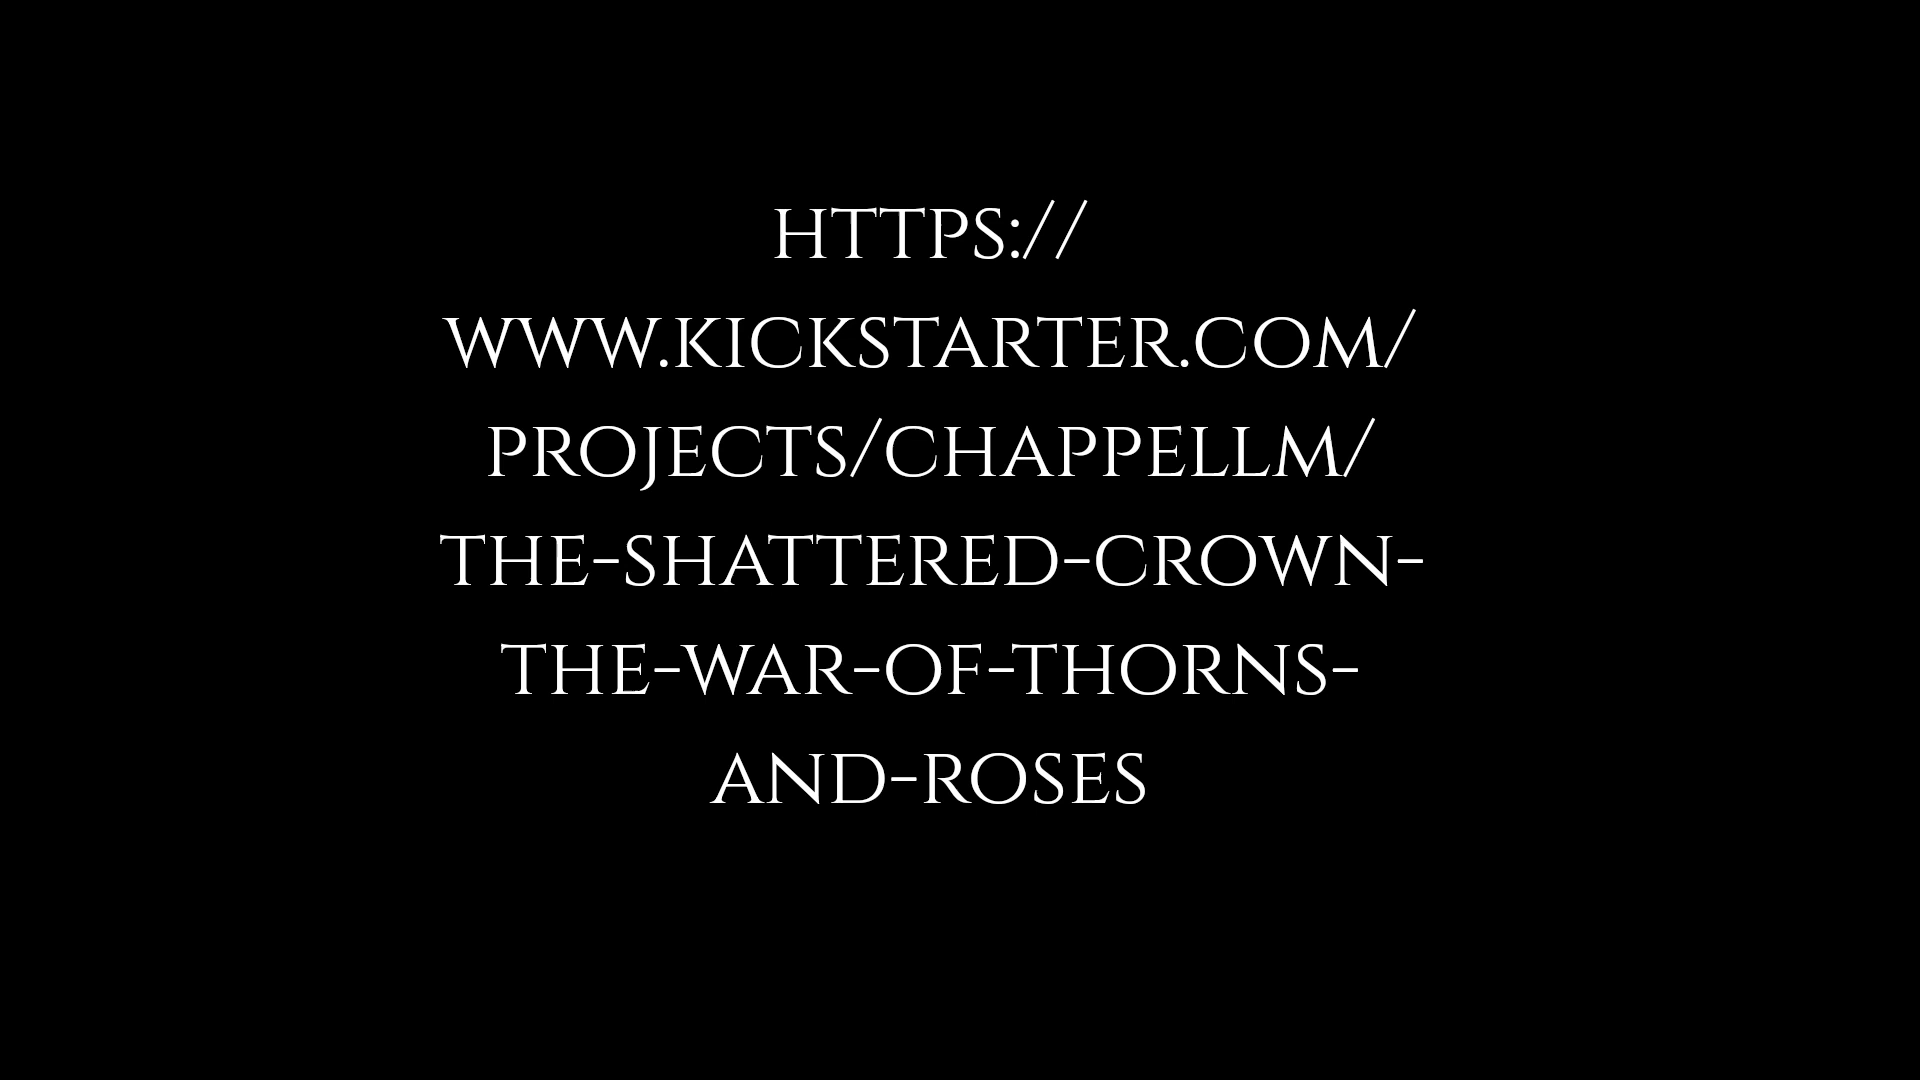 https://
www.kickstarter.com/
projects/chappellm/
the-shattered-crown-
the-war-of-thorns-
and-roses